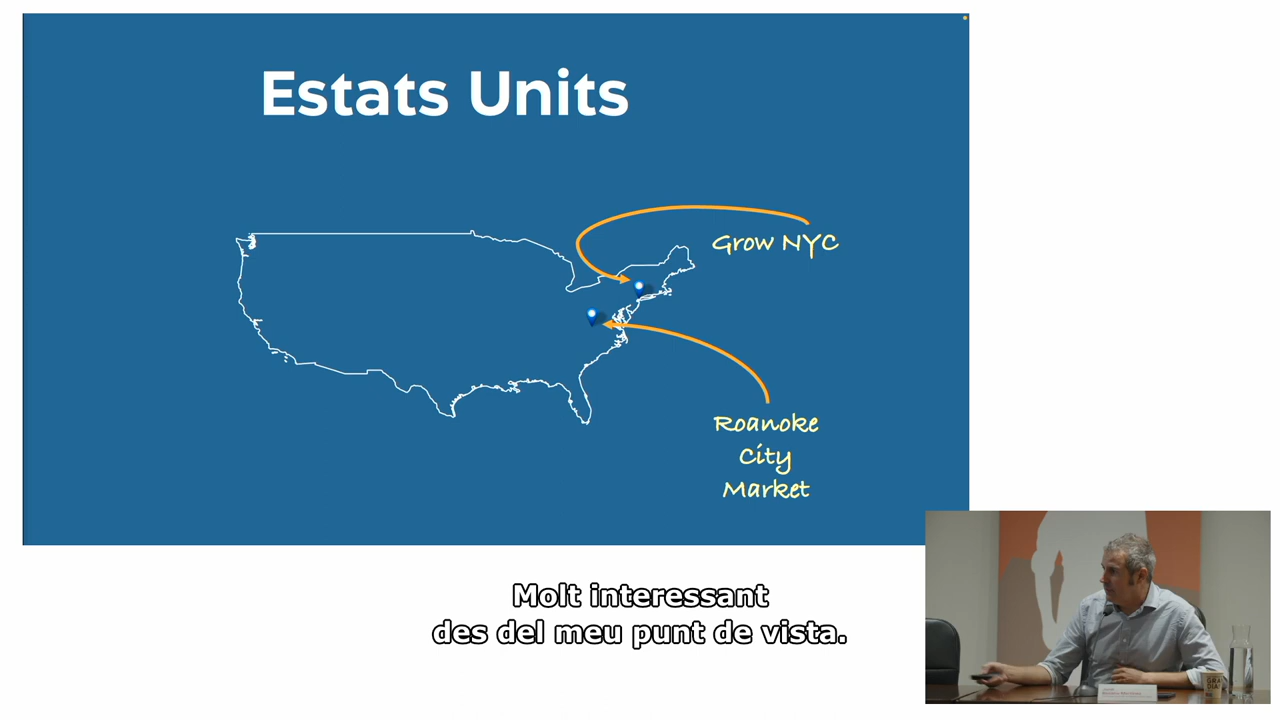 Estats Units
Grow NYC
Roanoke
City
Market
Molt interessant
des del meu punt de vista.